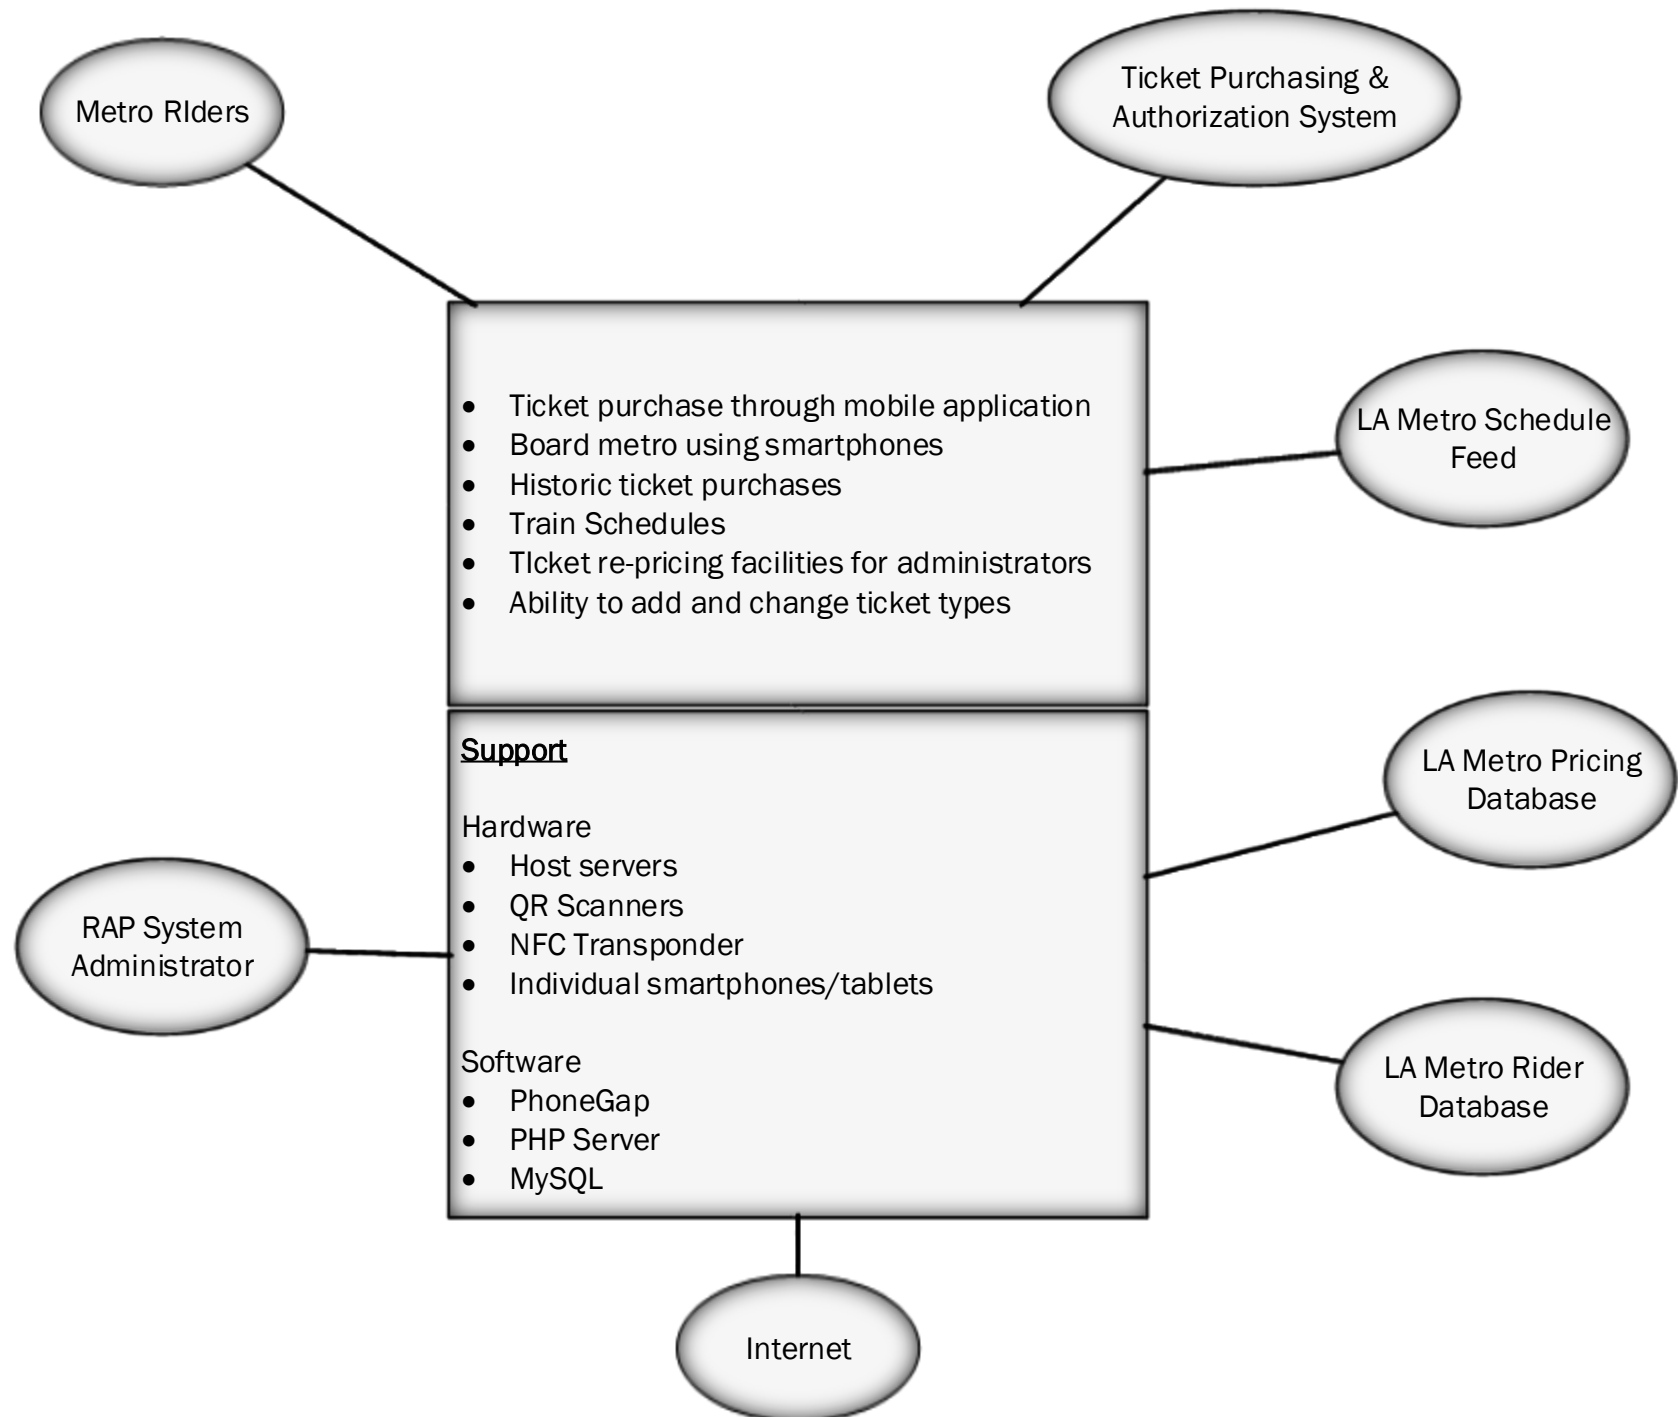 Metro RIders
Ticket Purchasing &
Authorization System
• Ticket purchase through mobile application
• Board metro using smartphones
• Historic ticket purchases
• Train Schedules
• TIcket re-pricing facilities for administrators
• Ability to add and change ticket types
LA Metro Schedule
Feed
Support
Hardware
• Host servers
• QR Scanners
• NFC Transponder
• Individual smartphones/tablets
Software
• PhoneGap
• PHP Server
• MySQL
LA Metro Pricing
Database
RAP System
Administrator
LA Metro Rider
Database
Internet